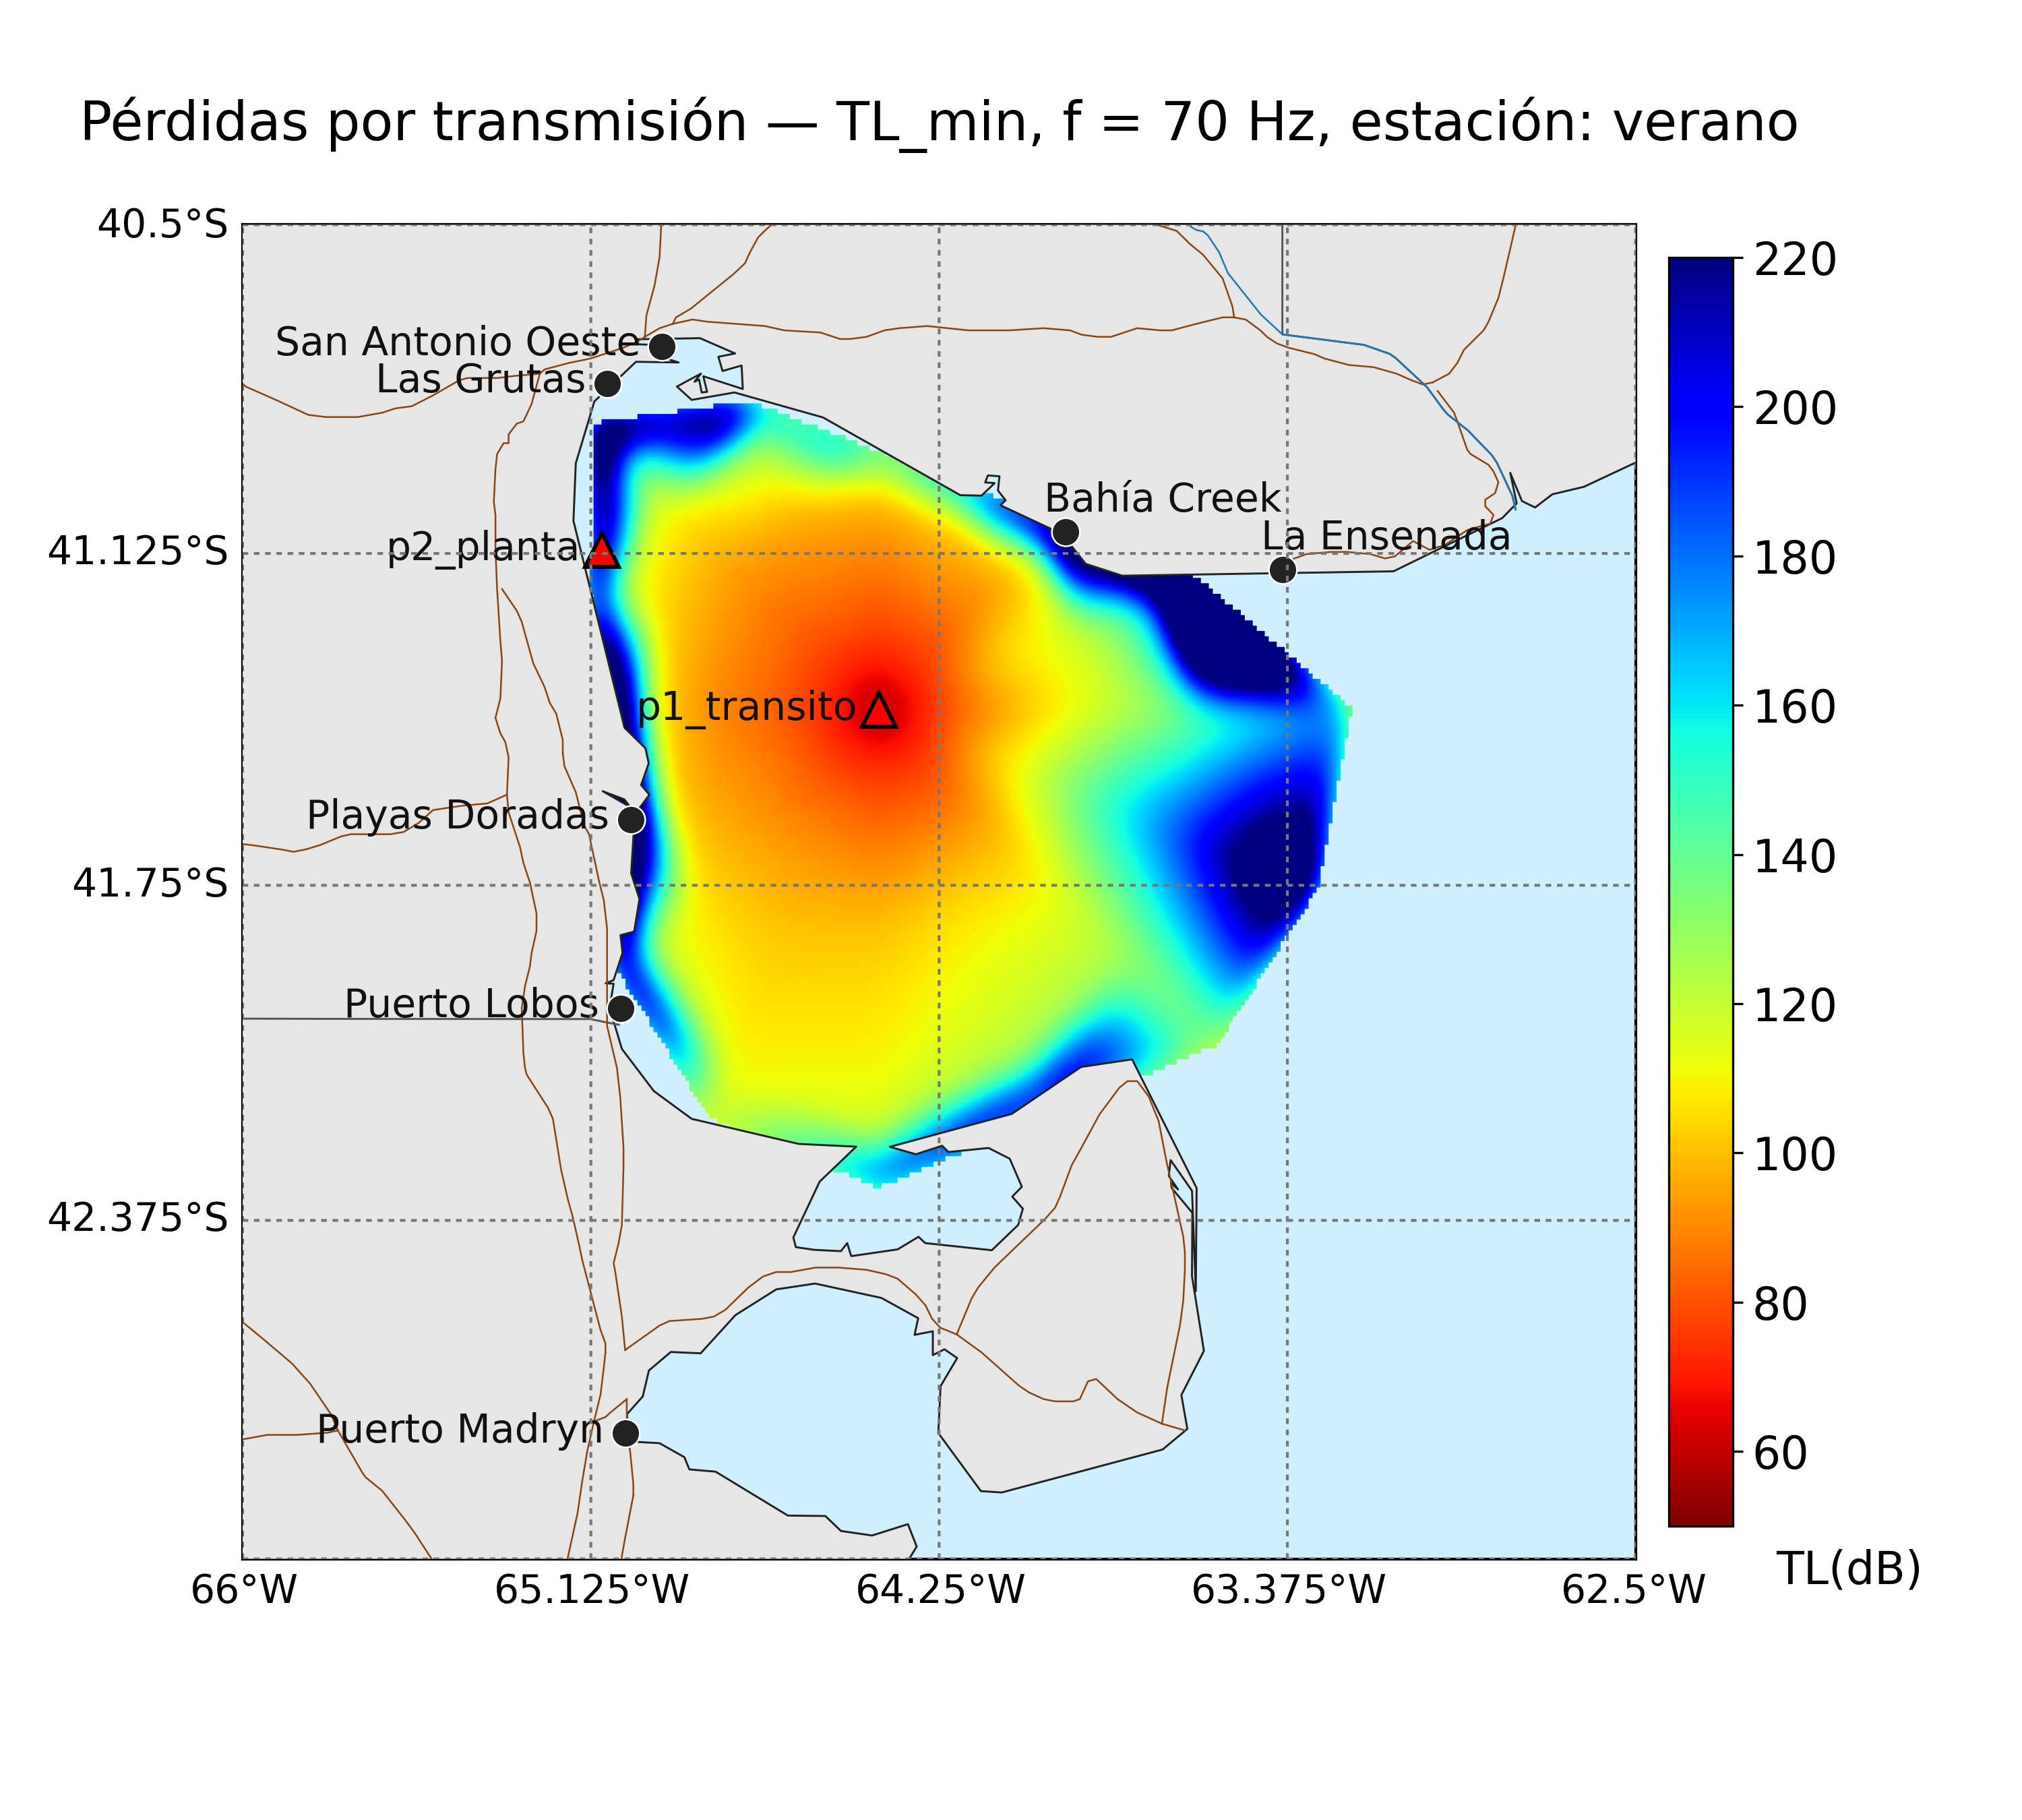 Pérdidas por transmisión — TL_min, f = 70 Hz, estación: verano
40.5°S
41.125°S
41.75°S
42.375°S
66°W
65.125°W
64.25°W
63.375°W
62.5°W
San Antonio Oeste
Las Grutas
Bahía Creek
La Ensenada
p2_planta
p1_transito
Playas Doradas
Puerto Lobos
Puerto Madryn
220
200
180
160
140
120
100
80
60
TL(dB)